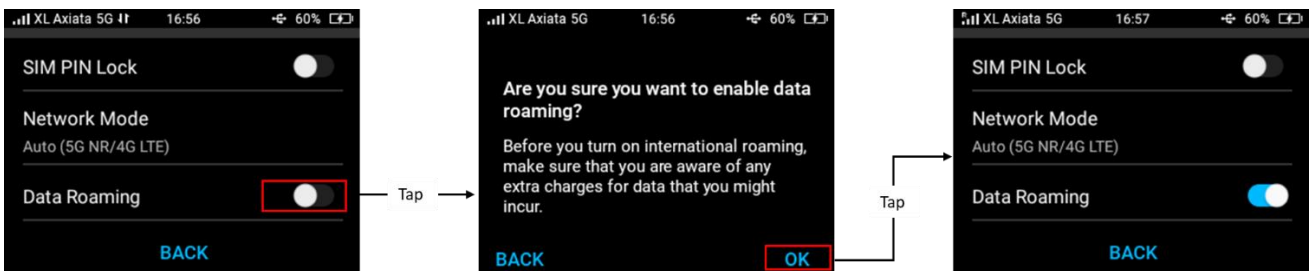 XL Axiata 5G 16:56 60%
SIM PIN Lock
Network Mode
Auto (5G NR/4G LTE)
Data Roaming
BACK
Tap
XL Axiata 5G 16:56 60%
Are you sure you want to enable data
roaming?
Before you turn on international roaming,
make sure that you are aware of any
extra charges for data that you might
incur.
BACK OK
Tap
XL Axiata 5G 16:57 60%
SIM PIN Lock
Network Mode
Auto (5G NR/4G LTE)
Data Roaming
BACK